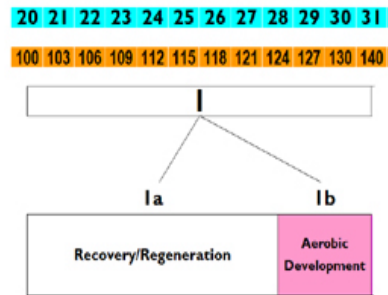 20 21 22 23 24 25 26 27 28 29 30 31
100 103 106 109 112 115 118 121 124 127 130 140
I
Ia Ib
Recovery/Regeneration
Aerobic
Development